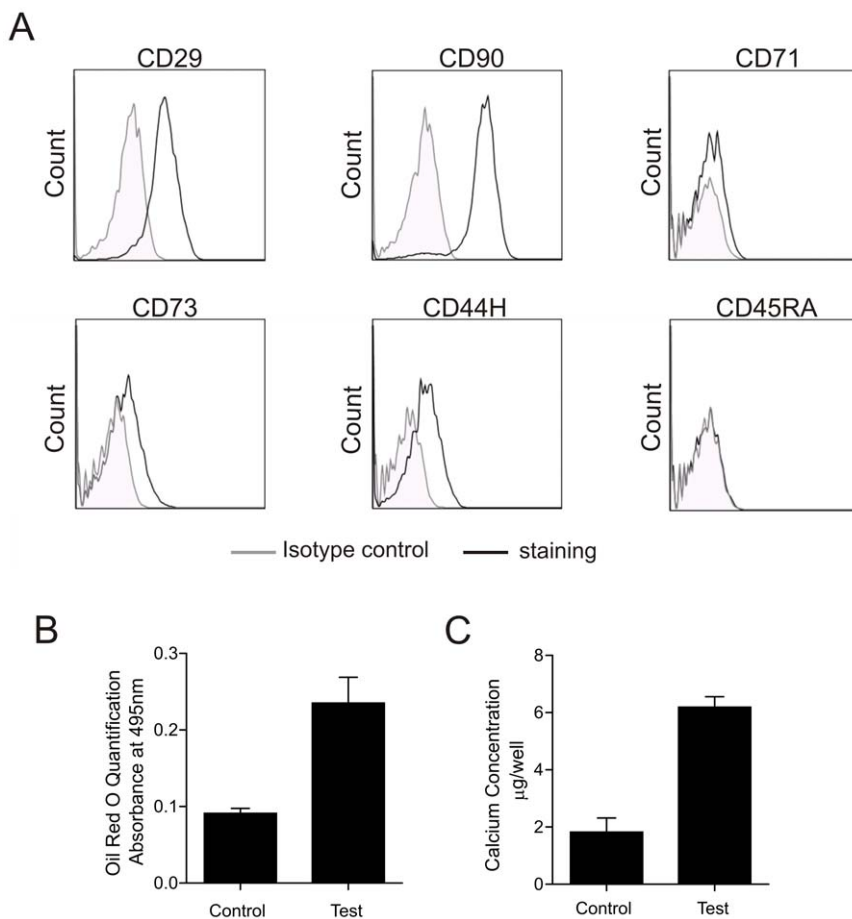 A
CD29
CD90
CD71
Count
Count
Count
CD73
CD44H
CD45RA
Count
Count
Count
Isotype control
staining
B
Oil Red O Quantification
Absorbance at 495nm
0.3
0.2
0.1
0.0
Control
Test
C
Calcium Concentration
µg/well
8
6
4
2
0
Control
Test